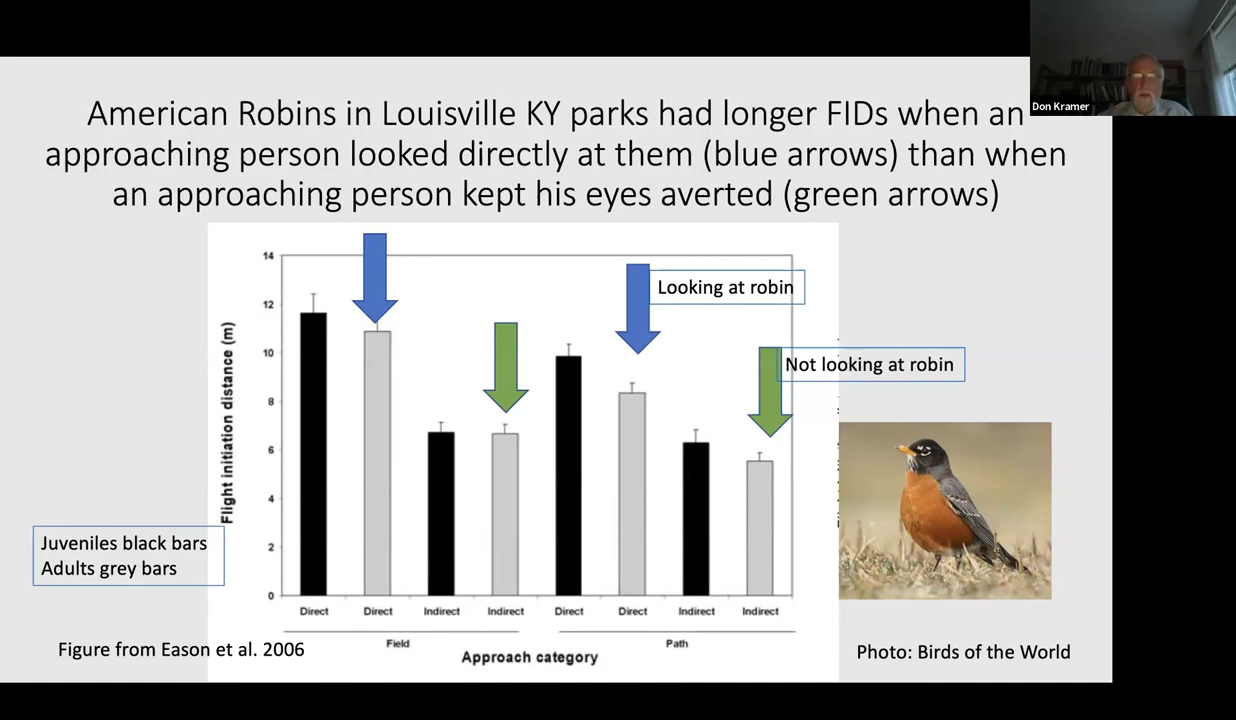 Don Kramer
American Robins in Louisville KY parks had longer FIDs when an
approaching person looked directly at them (blue arrows) than when
an approaching person kept his eyes averted (green arrows)
14
12
10
8
6
4
2
0
Flight initiation distance (m)
Looking at robin
Not looking at robin
Juveniles black bars
Adults grey bars
Direct Direct Indirect Indirect Direct Direct Indirect Indirect
Field Path
Approach category
Figure from Eason et al. 2006
Photo: Birds of the World